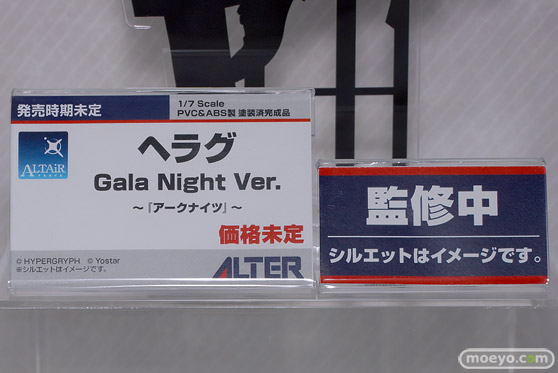 発売時期未定
1/7 Scale
PVC&ABS製 塗装済完成品
ALTAiR
ヘラグ
Gala Night Ver.
～『アークナイツ』～
価格未定
© HYPERGRYPH © Yostar
※シルエットはイメージです。
ALTER
監修中
シルエットはイメージです。
moeyo.com